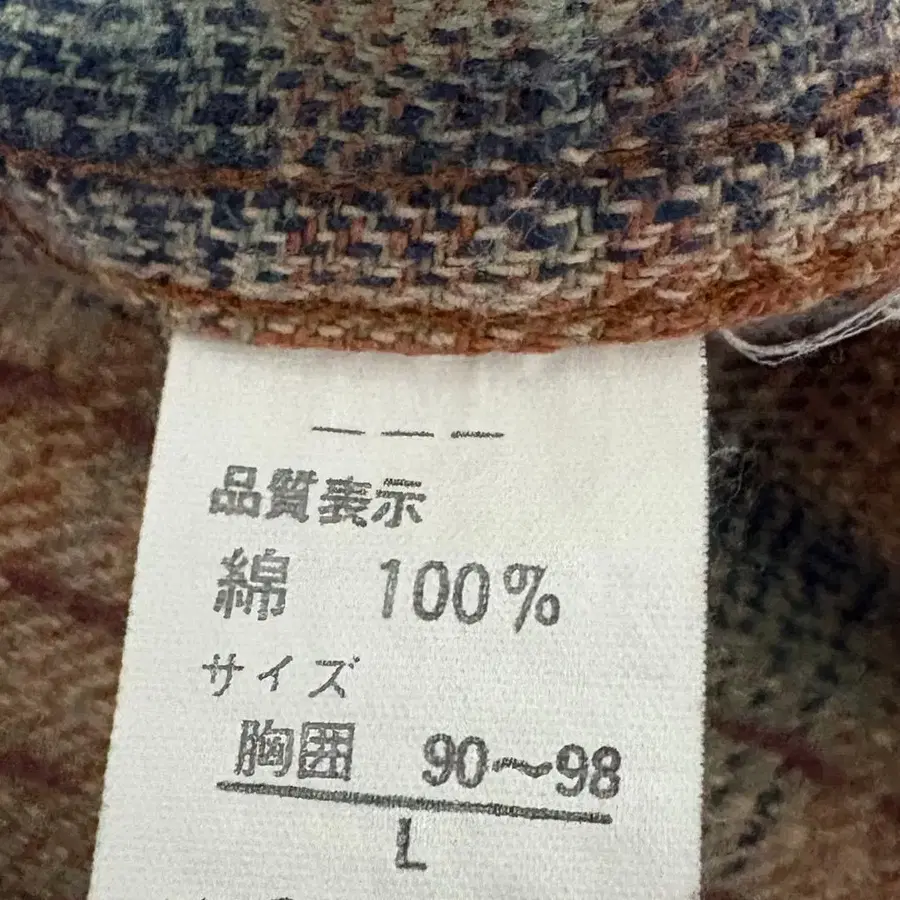 ― ― ―
品質表示
綿 100%
サイズ
胸囲 90~98
L